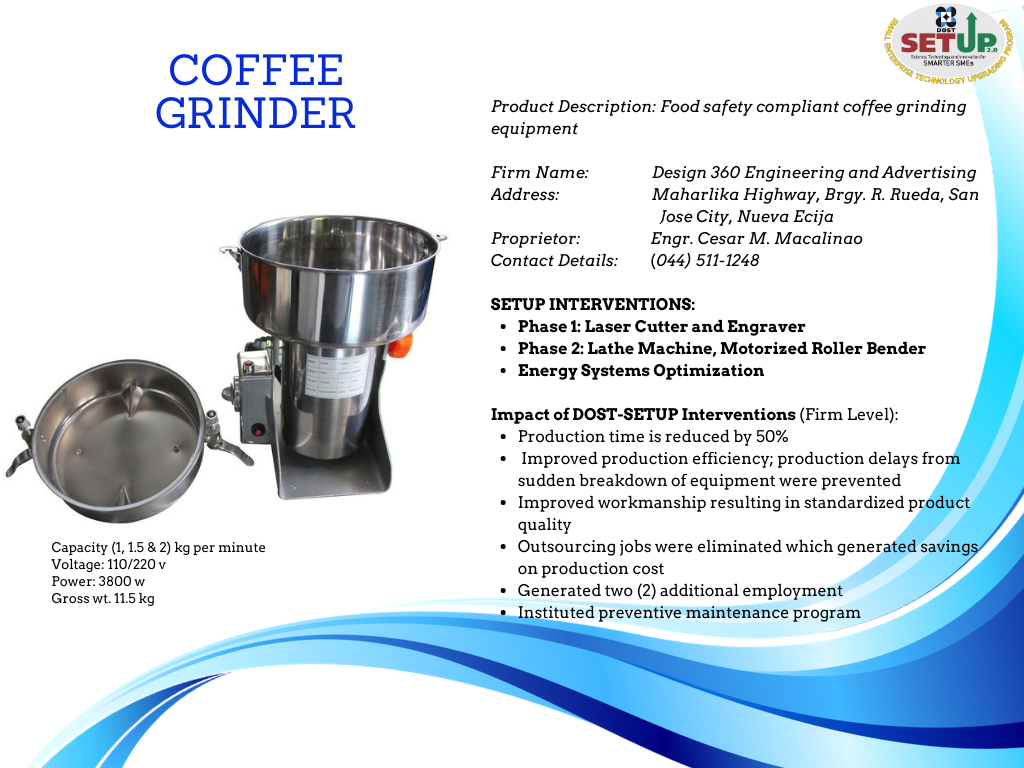 COFFEE
GRINDER
DOST
SETUP 2.0
Science, Technology and Innovation for
SMARTER SMEs
SMALL ENTERPRISE TECHNOLOGY UPGRADING PROGRAM
Product Description: Food safety compliant coffee grinding
equipment
Firm Name: Design 360 Engineering and Advertising
Address: Maharlika Highway, Brgy. R. Rueda, San
Jose City, Nueva Ecija
Proprietor: Engr. Cesar M. Macalinao
Contact Details: (044) 511-1248
SETUP INTERVENTIONS:
• Phase 1: Laser Cutter and Engraver
• Phase 2: Lathe Machine, Motorized Roller Bender
• Energy Systems Optimization
Impact of DOST-SETUP Interventions (Firm Level):
• Production time is reduced by 50%
• Improved production efficiency; production delays from
sudden breakdown of equipment were prevented
• Improved workmanship resulting in standardized product
quality
• Outsourcing jobs were eliminated which generated savings
on production cost
• Generated two (2) additional employment
• Instituted preventive maintenance program
Capacity (1, 1.5 & 2) kg per minute
Voltage: 110/220 v
Power: 3800 w
Gross wt. 11.5 kg